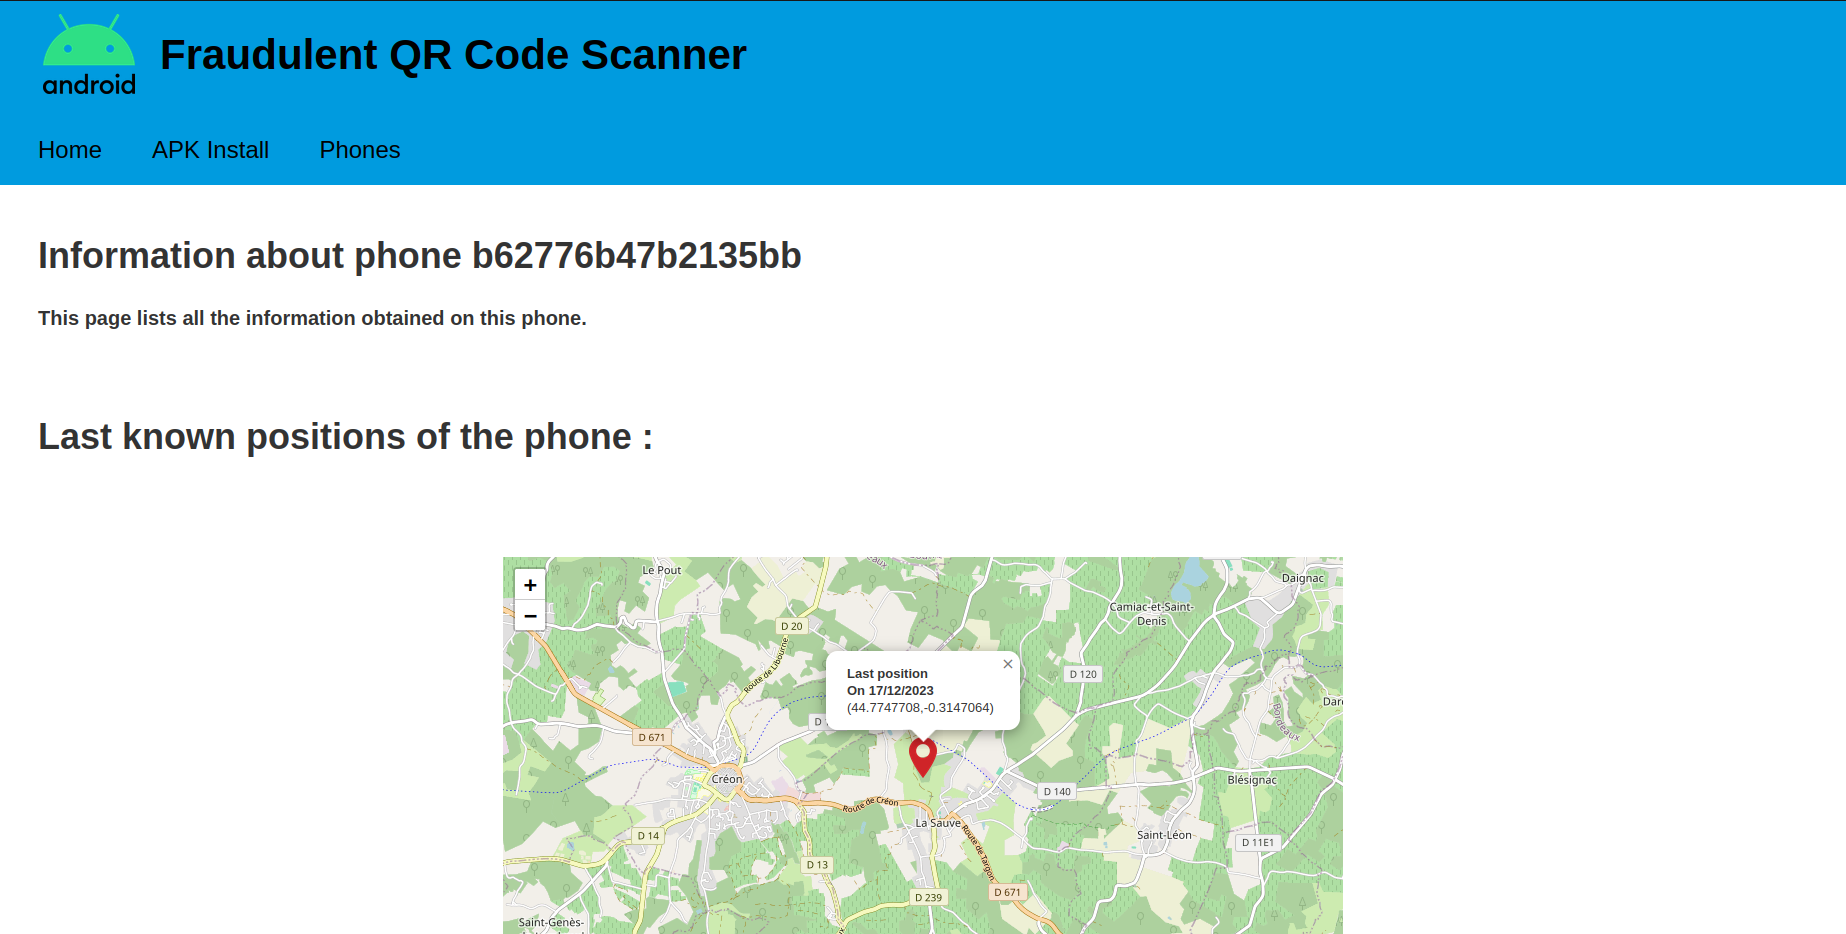 android
Fraudulent QR Code Scanner
Home APK Install Phones
Information about phone b62776b47b2135bb
This page lists all the information obtained on this phone.
Last known positions of the phone :
+
−
Le Pout
Daignac
Camiac-et-Saint-
Denis
D 20
Route de Libourne
×
Last position
On 17/12/2023
(44.7747708,-0.3147064)
D 120
D
D 671
Bordeaux
Créon
Blésignac
D 140
Route de Créon
La Sauve
D 14
Saint-Léon
D 11E1
Route de Targon
D 13
D 239
D 671
Saint-Genès-